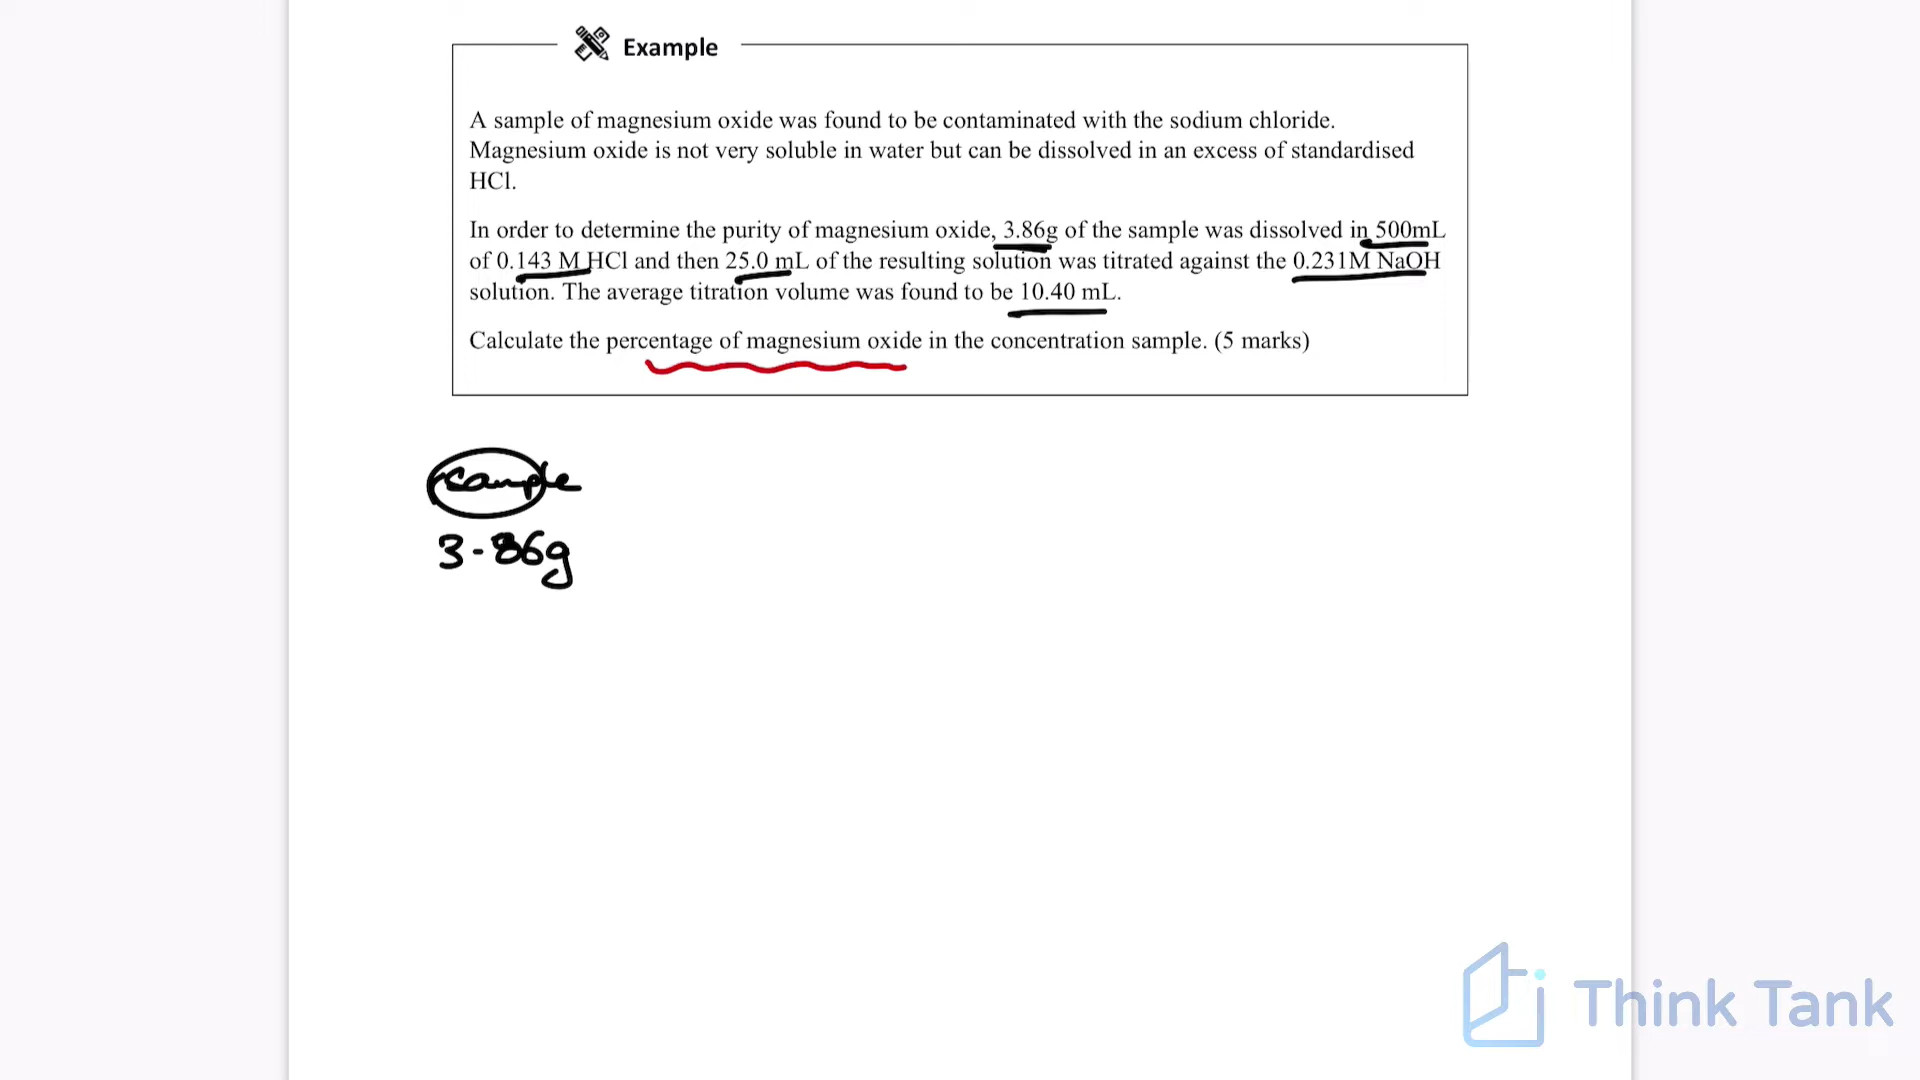 Example
A sample of magnesium oxide was found to be contaminated with the sodium chloride.
Magnesium oxide is not very soluble in water but can be dissolved in an excess of standardised
HCl.
In order to determine the purity of magnesium oxide, 3.86g of the sample was dissolved in 500mL
of 0.143 M HCl and then 25.0 mL of the resulting solution was titrated against the 0.231M NaOH
solution. The average titration volume was found to be 10.40 mL.
Calculate the percentage of magnesium oxide in the concentration sample. (5 marks)
sample
3.86g
Think Tank